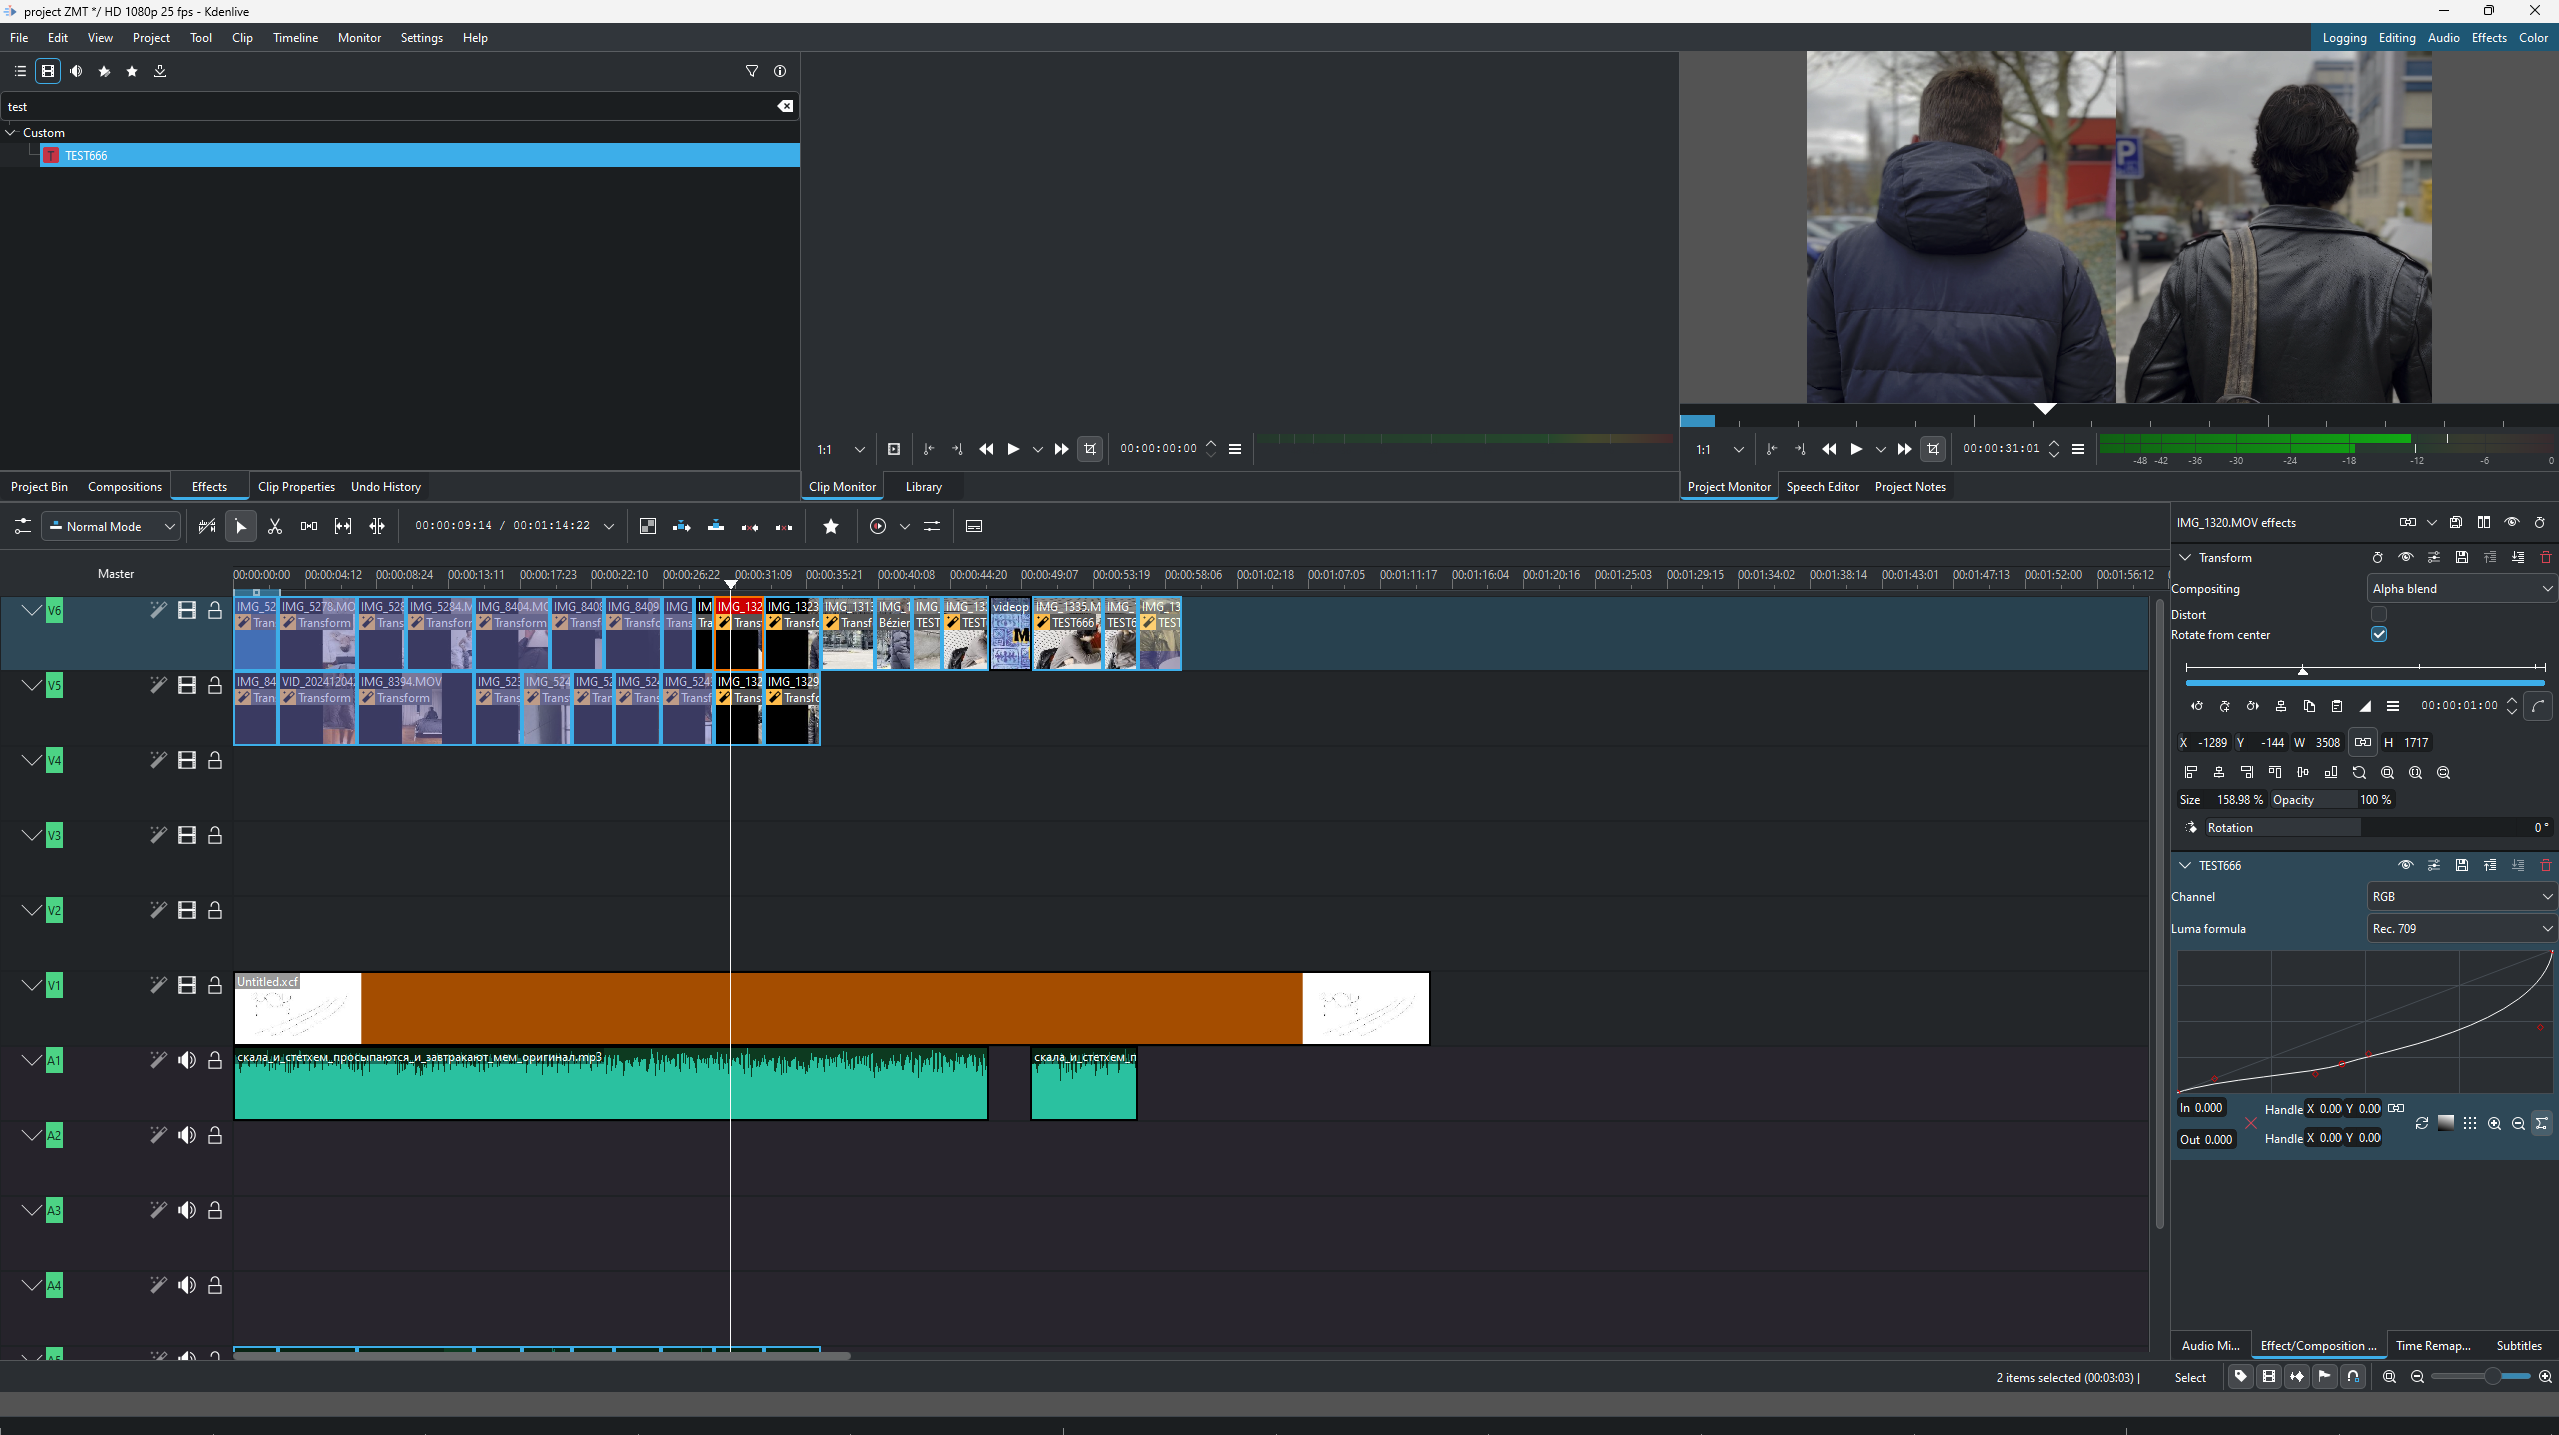 project ZMT */ HD 1080p 25 fps - Kdenlive
File Edit View Project Tool Clip Timeline Monitor Settings Help
Logging Editing Audio Effects Color
test
Custom
TEST666
1:1
00:00:00:00
1:1
00:00:31:01
-48 -42 -36 -30 -24 -18 -12 -6 0
Project Bin Compositions Effects Clip Properties Undo History
Clip Monitor Library
Project Monitor Speech Editor Project Notes
Normal Mode
00:00:09:14 / 00:01:14:22
Master
00:00:00:00 00:00:04:12 00:00:08:24 00:00:13:11 00:00:17:23 00:00:22:10 00:00:26:22 00:00:31:09 00:00:35:21 00:00:40:08 00:00:44:20 00:00:49:07 00:00:53:19 00:00:58:06 00:01:02:18 00:01:07:05 00:01:11:17 00:01:16:04 00:01:20:16 00:01:25:03 00:01:29:15 00:01:34:02 00:01:38:14 00:01:43:01 00:01:47:13 00:01:52:00 00:01:56:12
V6
IMG_52 IMG_5278.MO IMG_528 IMG_5284.M IMG_8404.MO IMG_8408 IMG_8409 IMG_ IM IMG_132 IMG_1323 IMG_1313 IMG_1 IMG_ IMG_13 videop IMG_1335.M IMG_ IMG_13
Tran Transform Trans Transform Transform Transf Transfo Trans Tra Trans Transfo Transf Bézier TEST TEST TEST666 TEST6 TEST
V5
IMG_84 VID_20241204 IMG_8394.MOV IMG_523 IMG_524 IMG_52 IMG_524 IMG_524 IMG_132 IMG_1329
Tran Transform Transform Trans Trans Tran Trans Transf Trans Transfo
V4
V3
V2
V1
Untitled.xcf
A1
скала_и_стетхем_просыпаются_и_завтракают_мем_оригинал.mp3
скала_и_стетхем_п
A2
A3
A4
A5
IMG_1320.MOV effects
Transform
Compositing Alpha blend
Distort
Rotate from center
00:00:01:00
X -1289 Y -144 W 3508 H 1717
Size 158.98 % Opacity 100 %
Rotation 0°
TEST666
Channel RGB
Luma formula Rec. 709
In 0.000 Handle X 0.00 Y 0.00
Out 0.000 Handle X 0.00 Y 0.00
Audio Mi... Effect/Composition ... Time Remap... Subtitles
2 items selected (00:03:03) | Select